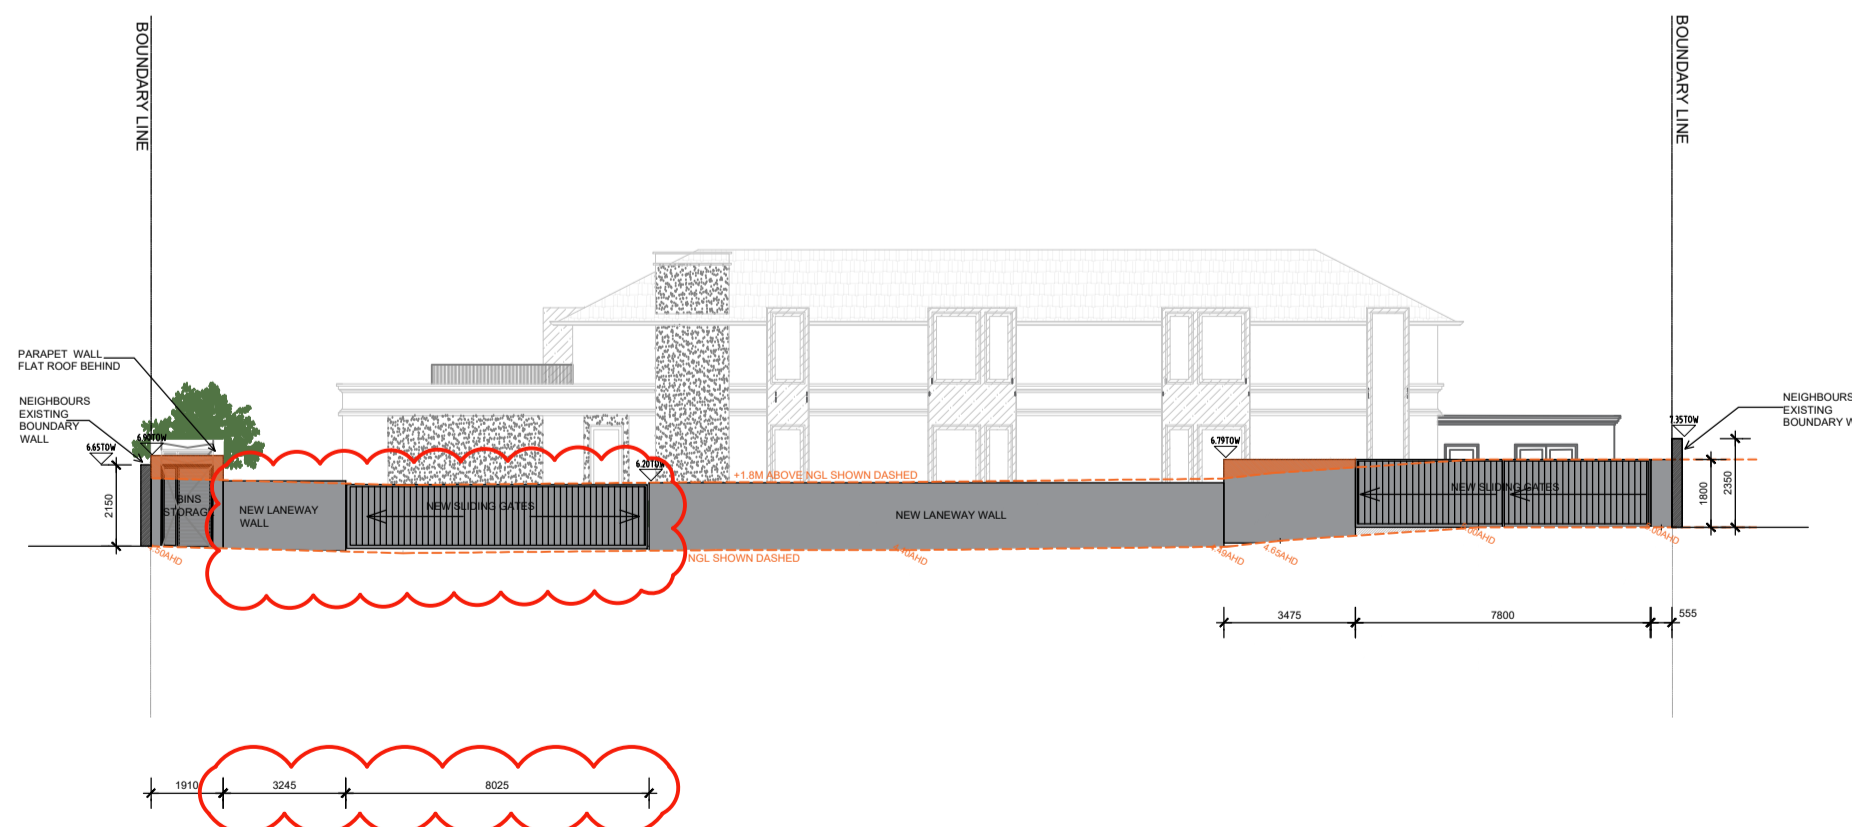 BOUNDARY LINE
BOUNDARY LINE
PARAPET WALL
FLAT ROOF BEHIND
NEIGHBOURS
EXISTING
BOUNDARY
WALL
6.65TOW
6.90TOW
2150
BINS
STORAGE
NEW LANEWAY
WALL
NEW SLIDING GATES
6.20TOW
+1.8M ABOVE NGL SHOWN DASHED
NEW LANEWAY WALL
NGL SHOWN DASHED
6.79TOW
4.65AHD
NEW SLIDING GATES
7.35TOW
NEIGHBOURS
EXISTING
BOUNDARY W
1800
2350
3475
7800
555
1910
3245
8025